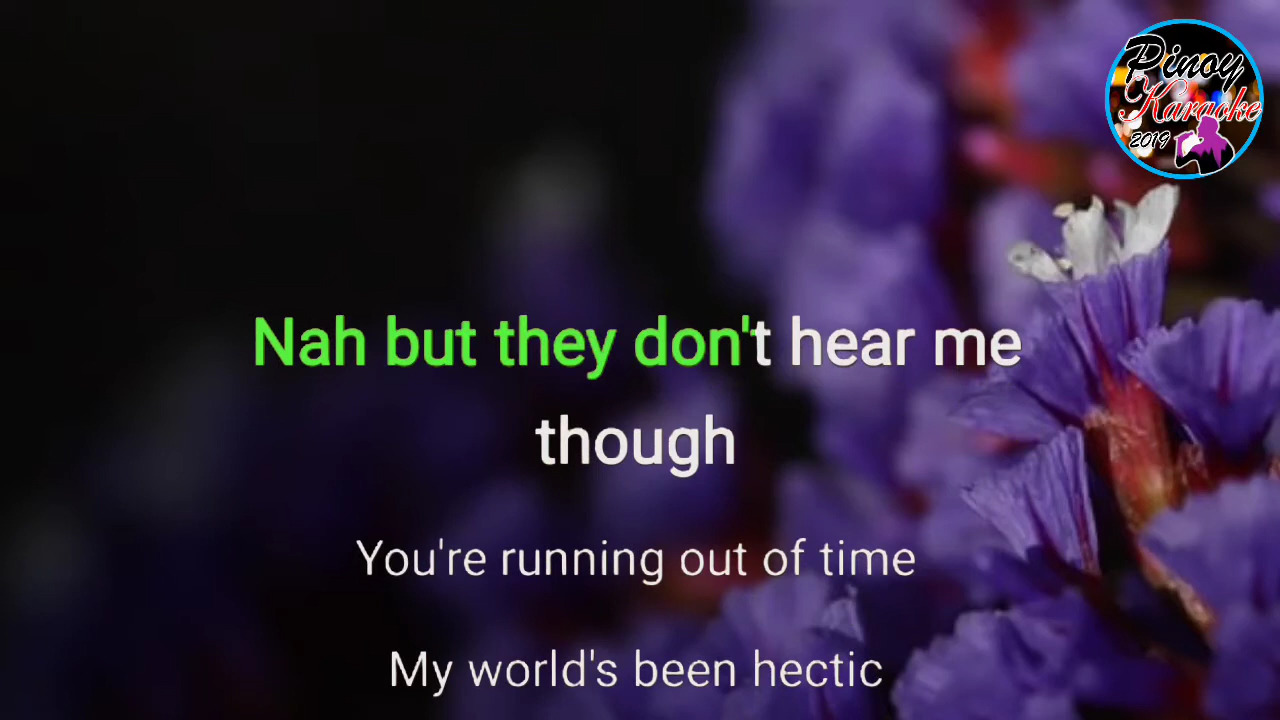 Pinoy
Karaoke
2019
Nah but they don't hear me
though
You're running out of time
My world's been hectic